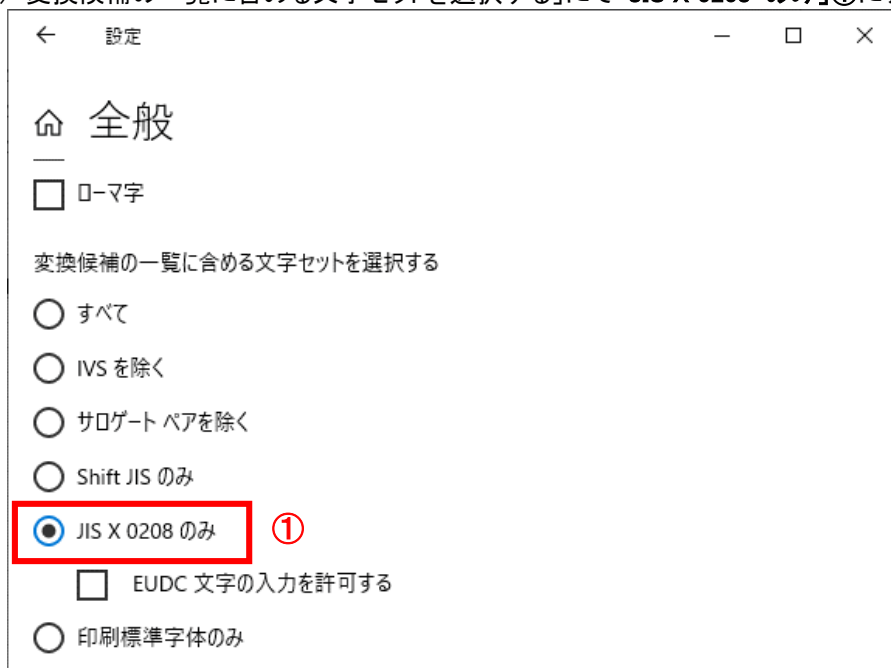 設定
全般
ローマ字
変換候補の一覧に含める文字セットを選択する
すべて
IVS を除く
サロゲート ペアを除く
Shift JIS のみ
JIS X 0208 のみ ①
EUDC 文字の入力を許可する
印刷標準字体のみ